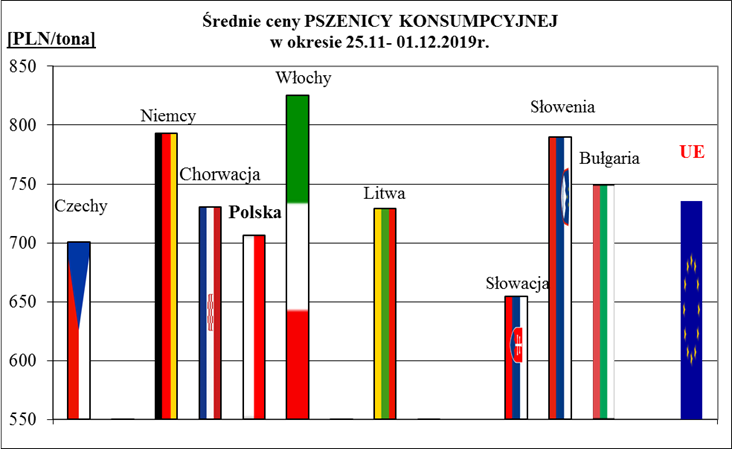 Średnie ceny PSZENICY KONSUMPCYJNEJ
w okresie 25.11- 01.12.2019r.
[PLN/tona]
850
800
750
700
650
600
550
Czechy
Niemcy
Chorwacja
Polska
Włochy
Litwa
Słowacja
Słowenia
Bułgaria
UE